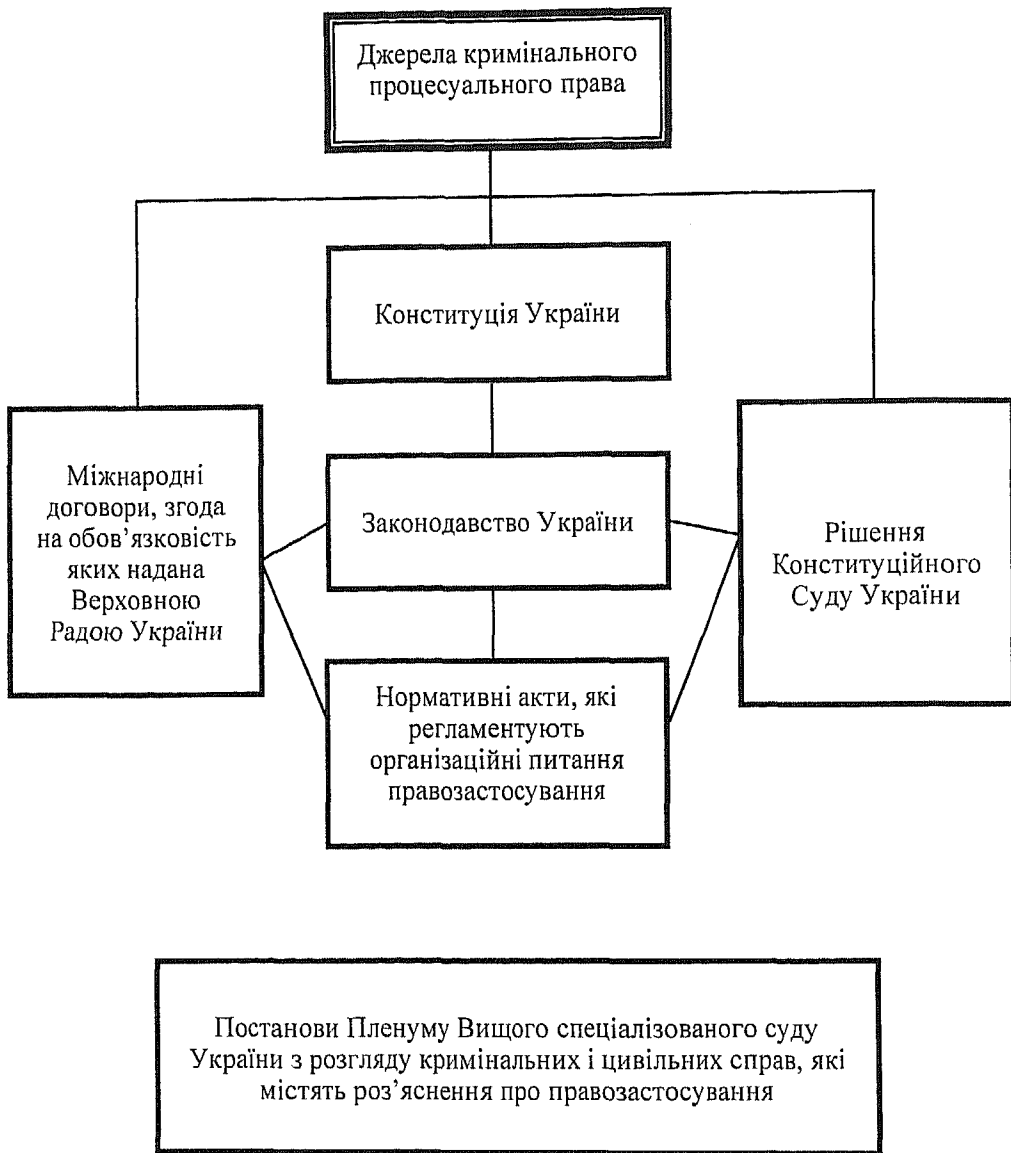 Джерела кримінального
процесуального права
Конституція України
Міжнародні
договори, згода
на обов’язковість
яких надана
Верховною
Радою України
Законодавство України
Рішення
Конституційного
Суду України
Нормативні акти, які
регламентують
організаційні питання
правозастосування
Постанови Пленуму Вищого спеціалізованого суду
України з розгляду кримінальних і цивільних справ, які
містять роз’яснення про правозастосування